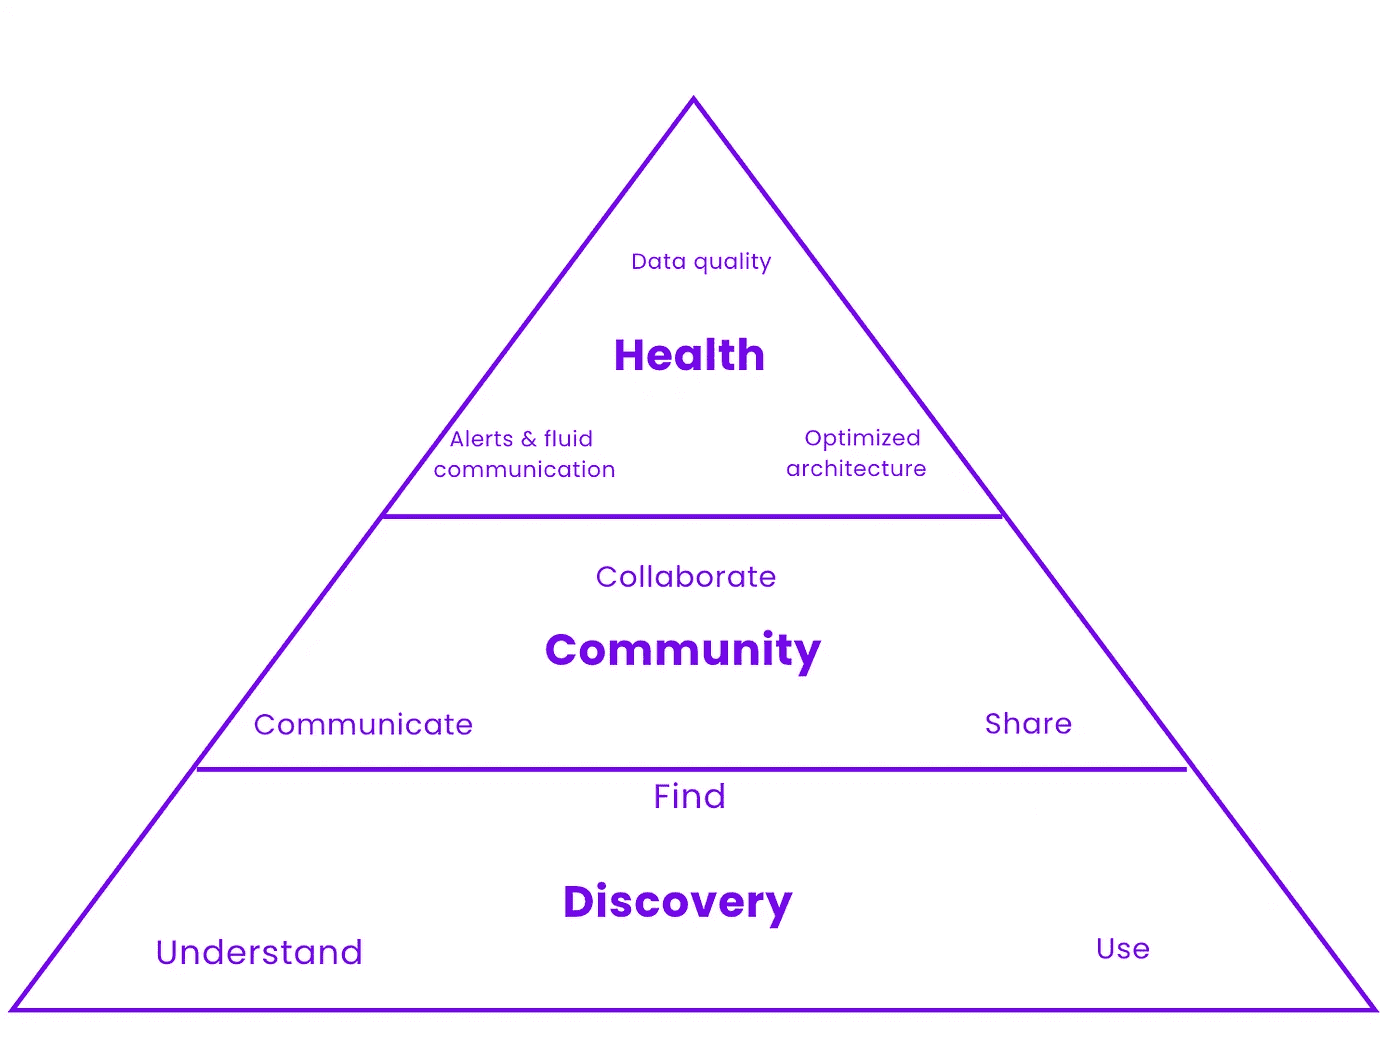 Data quality
Health
Alerts & fluid
communication
Optimized
architecture
Collaborate
Community
Communicate
Share
Find
Discovery
Understand
Use